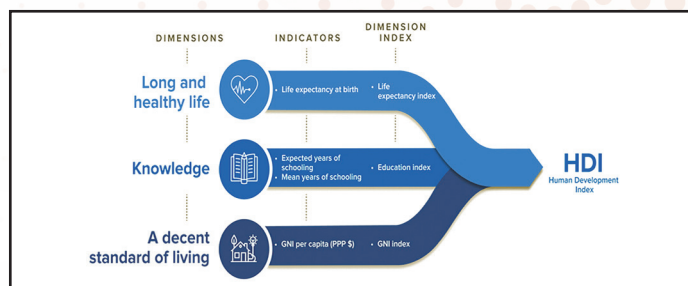 DIMENSIONS
INDICATORS
DIMENSION
INDEX
Long and
healthy life
• Life expectancy at birth
• Life
expectancy index
Knowledge
• Expected years of
schooling
• Mean years of schooling
• Education index
HDI
Human Development
Index
A decent
standard of living
• GNI per capita (PPP $)
• GNI index